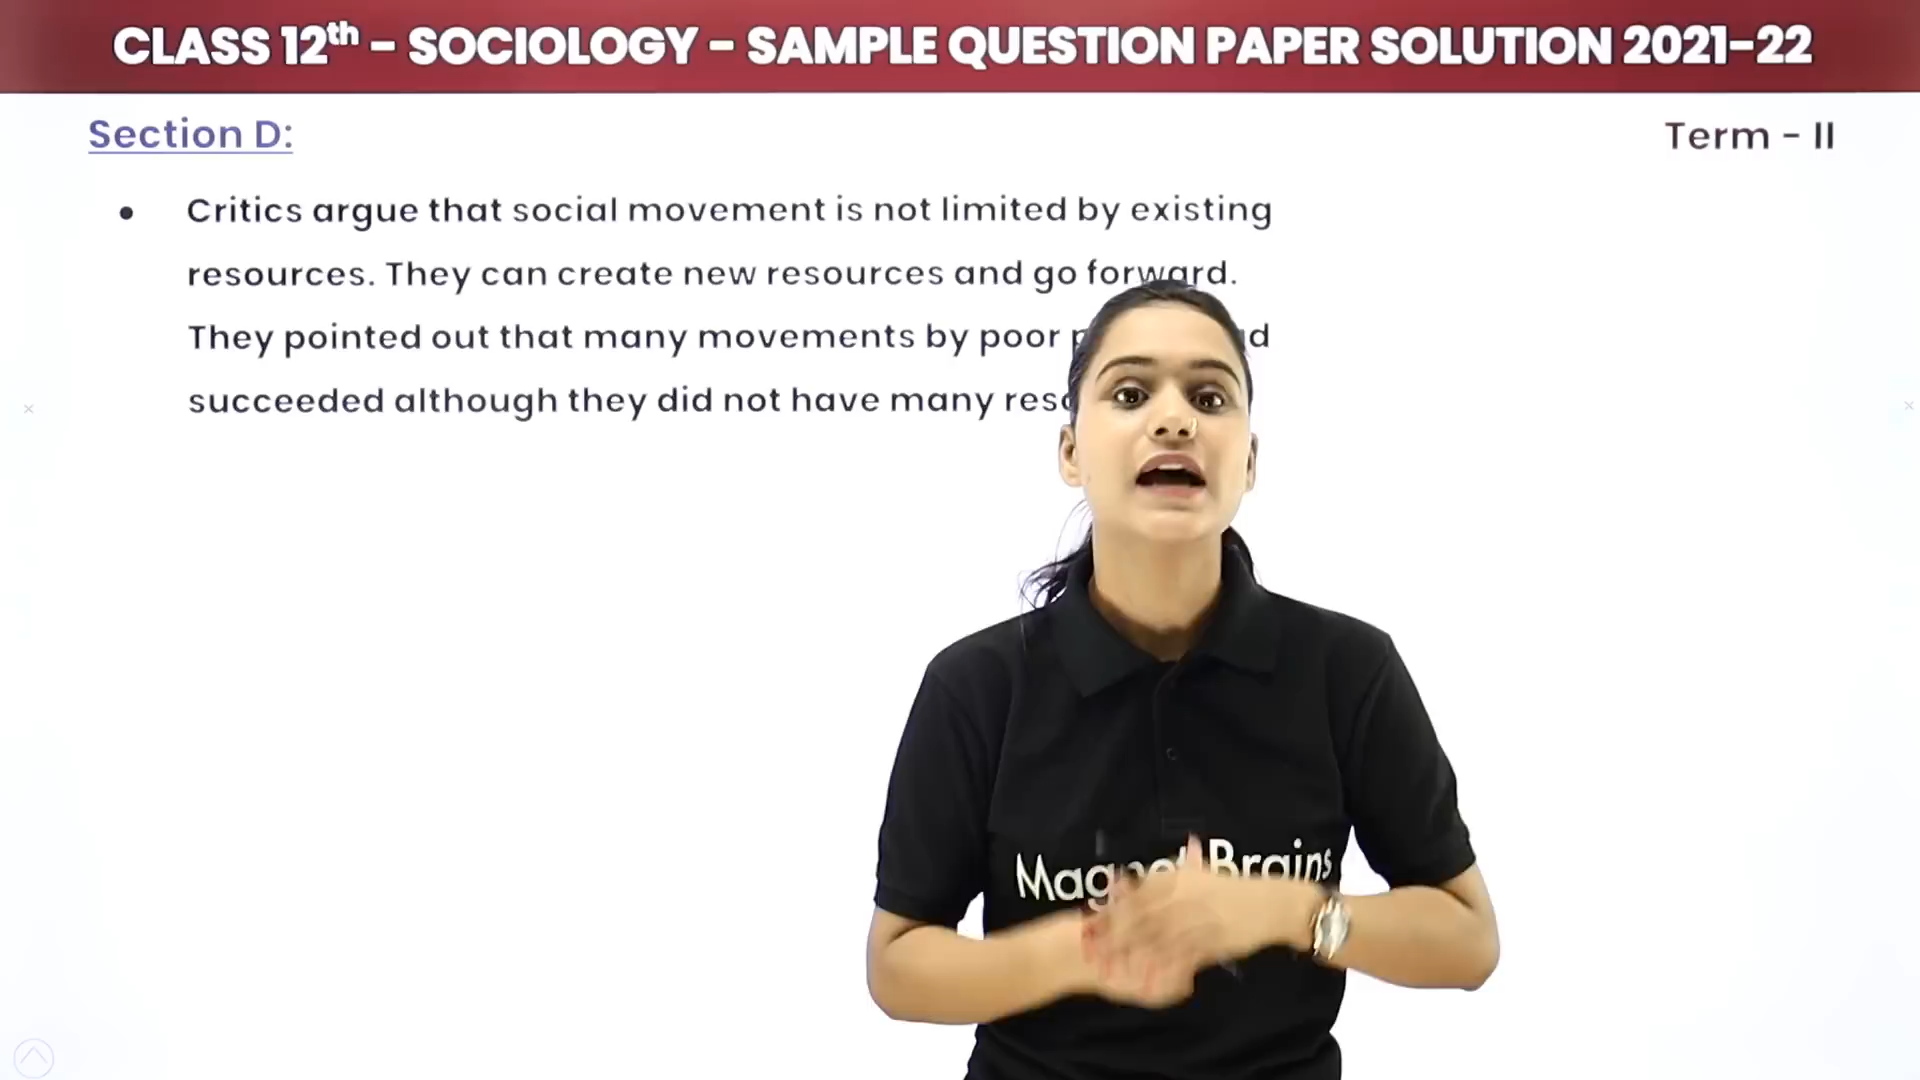 CLASS 12th - SOCIOLOGY - SAMPLE QUESTION PAPER SOLUTION 2021-22
Section D:
Term - II
• Critics argue that social movement is not limited by existing
resources. They can create new resources and go forward.
They pointed out that many movements by poor
succeeded although they did not have many
Magnet Brains